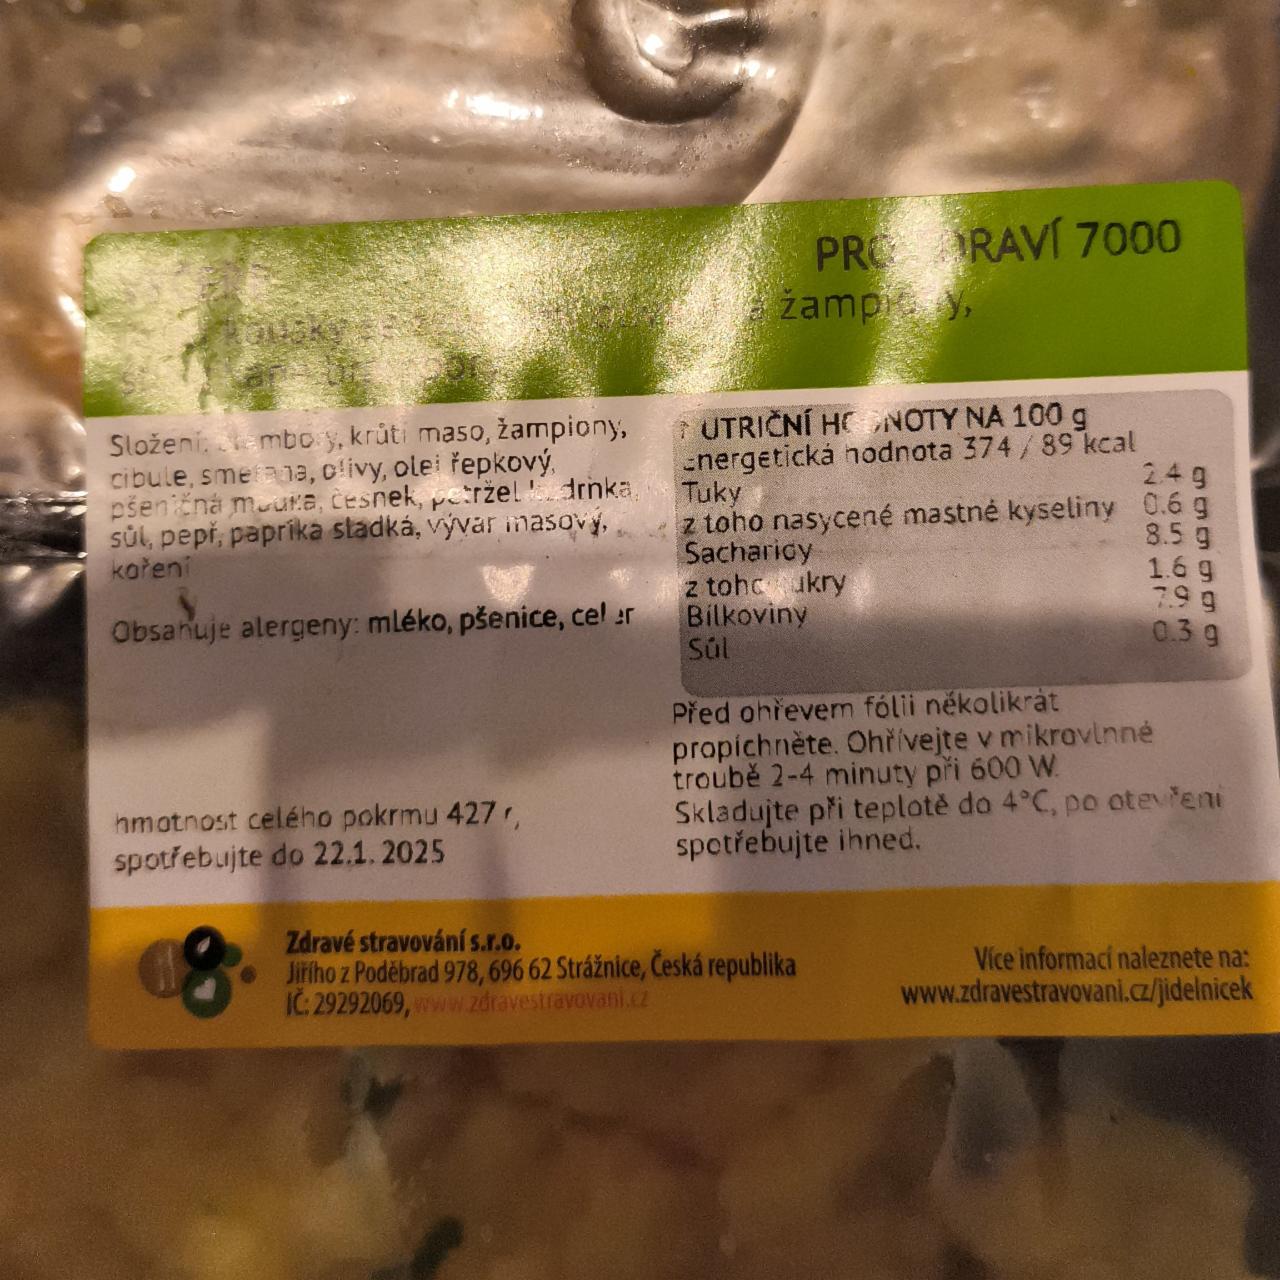 7000
žampiony,
krůtí maso, žampiony,
cibule, smetana, olivy, olej řepkový,
pšeničná mouka, česnek, petržel
sůl, pepř, paprika sladká, vývar masový,
koření
Obsahuje alergeny: mléko, pšenice, celer
hmotnost celého pokrmu 427
spotřebujte do 22.1. 2025
NUTRIČNÍ HODNOTY NA 100 g
energetická hodnota 374 / 89 kcal
Tuky 2.4 g
z toho nasycené mastné kyseliny 0.6 g
Sacharidy 8.5 g
z toho cukry 1.6 g
Bílkoviny 7.9 g
Sůl 0.3 g
Před ohřevem fólii několikrát
propíchněte. Ohřívejte v mikrovlnné
troubě 2-4 minuty při 600 W.
Skladujte při teplotě do 4°C, po otevření
spotřebujte ihned.
Zdravé stravování s.r.o.
Jiřího z Poděbrad 978, 696 62 Strážnice, Česká republika
IČ: 29292069, www.zdravestravovani.cz
Více informací naleznete na:
www.zdravestravovani.cz/jidelnicek